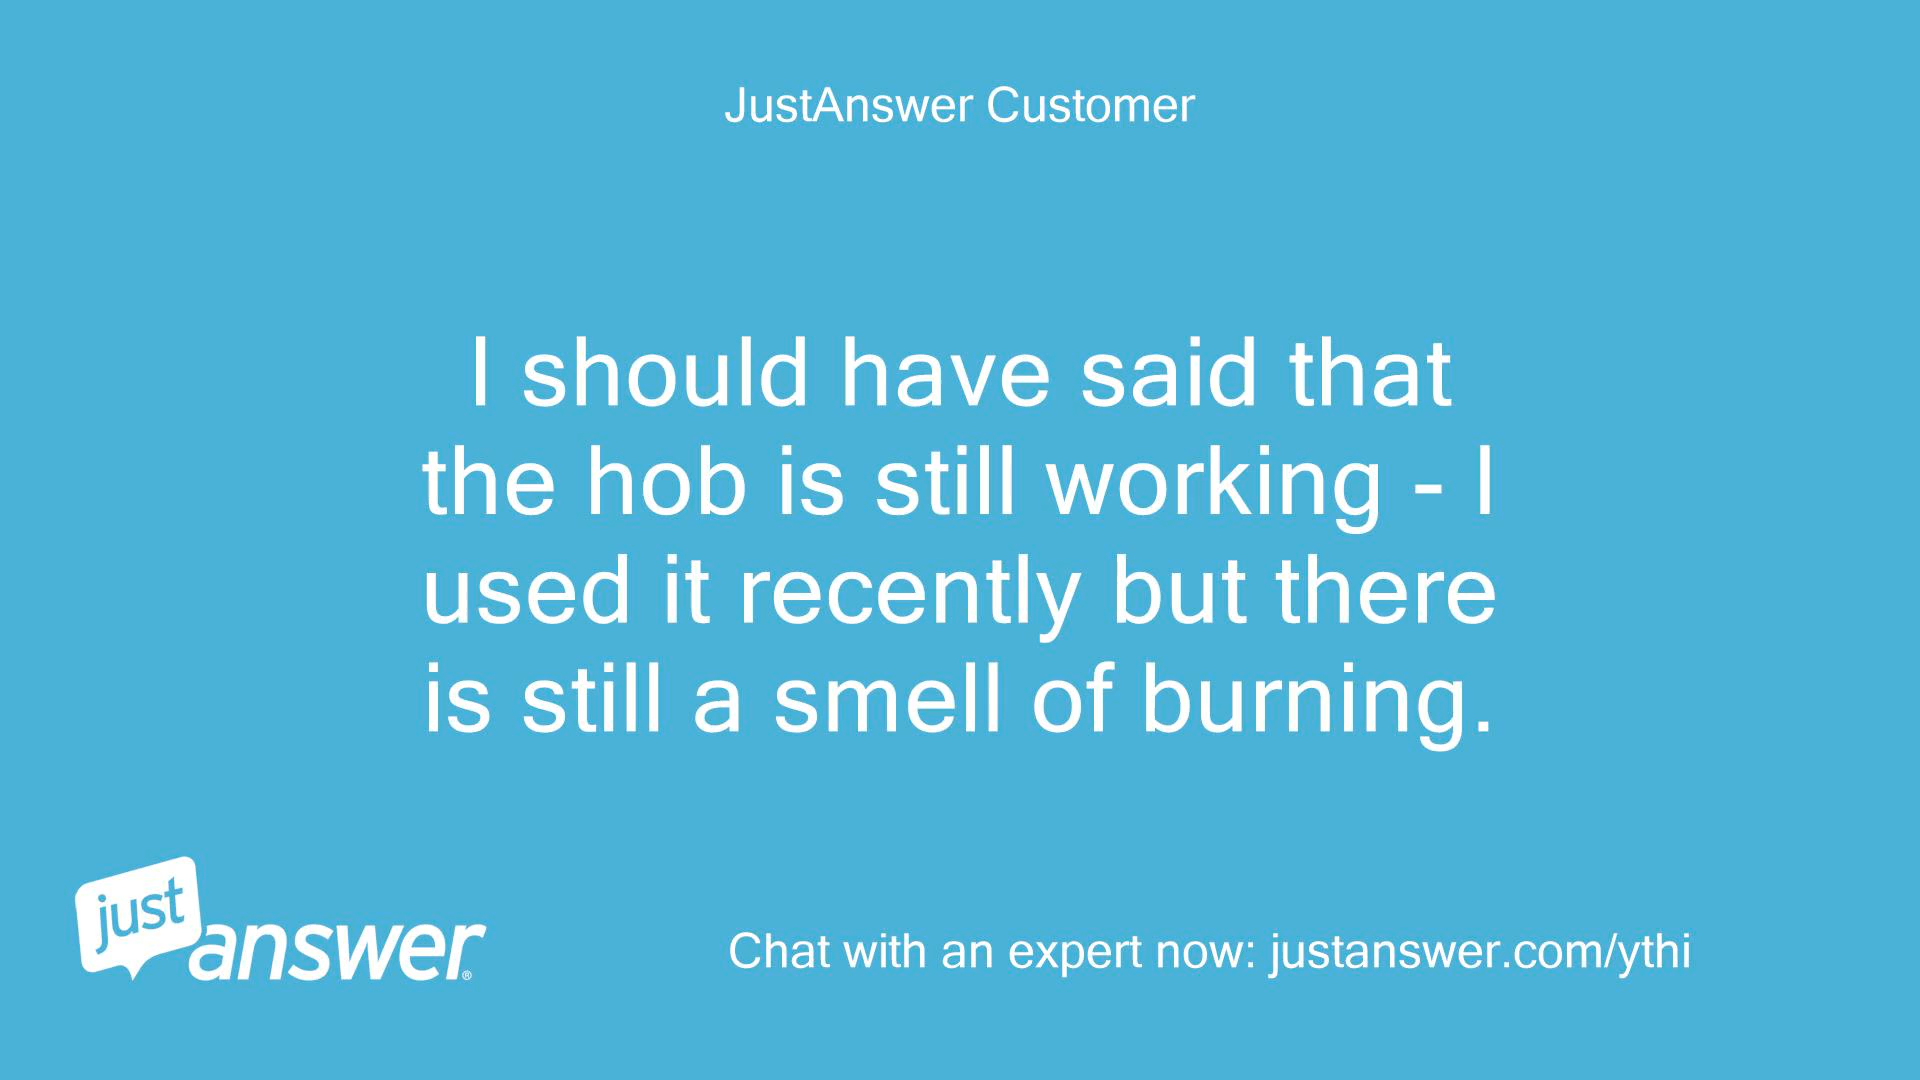 JustAnswer Customer
I should have said that
the hob is still working - I
used it recently but there
is still a smell of burning.
just
answer®
Chat with an expert now: justanswer.com/ythi